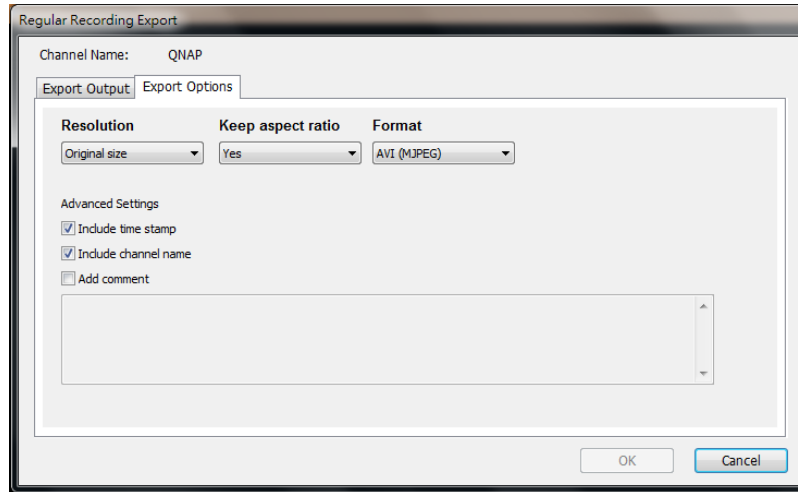 Regular Recording Export
Channel Name: QNAP
Export Output Export Options
Resolution Keep aspect ratio Format
Original size Yes AVI (MJPEG)
Advanced Settings
Include time stamp
Include channel name
Add comment
OK Cancel